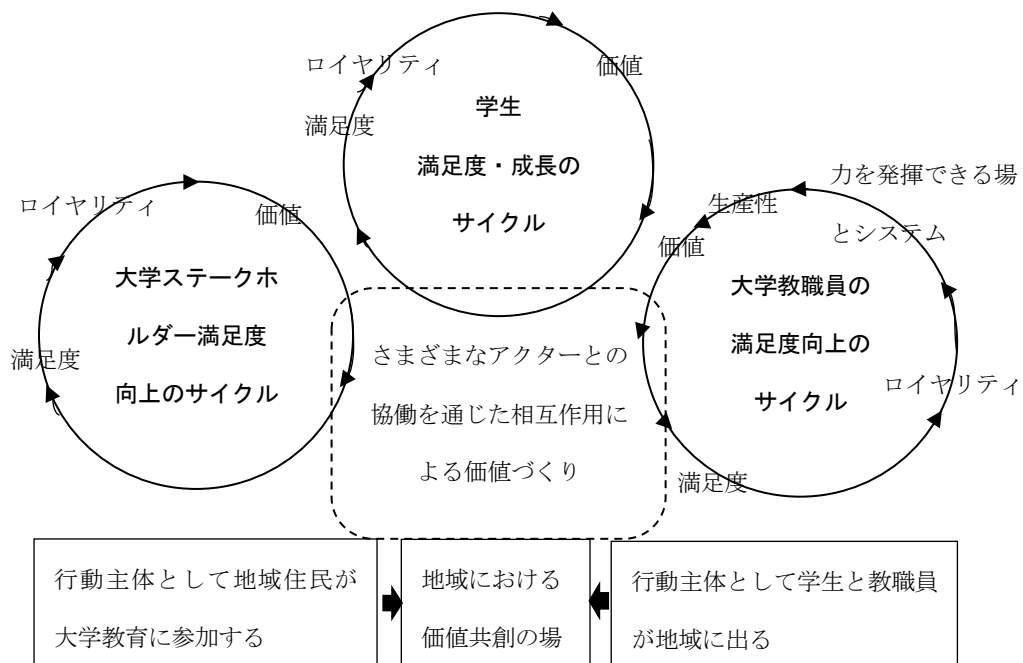 ロイヤリティ
価値
満足度
学生
満足度・成長の
サイクル
ロイヤリティ
価値
満足度
大学ステークホ
ルダー満足度
向上のサイクル
力を発揮できる場
とシステム
生産性
価値
大学教職員の
満足度向上の
サイクル
ロイヤリティ
満足度
さまざまなアクターとの
協働を通じた相互作用に
よる価値づくり
行動主体として地域住民が
大学教育に参加する
地域における
価値共創の場
行動主体として学生と教職員
が地域に出る